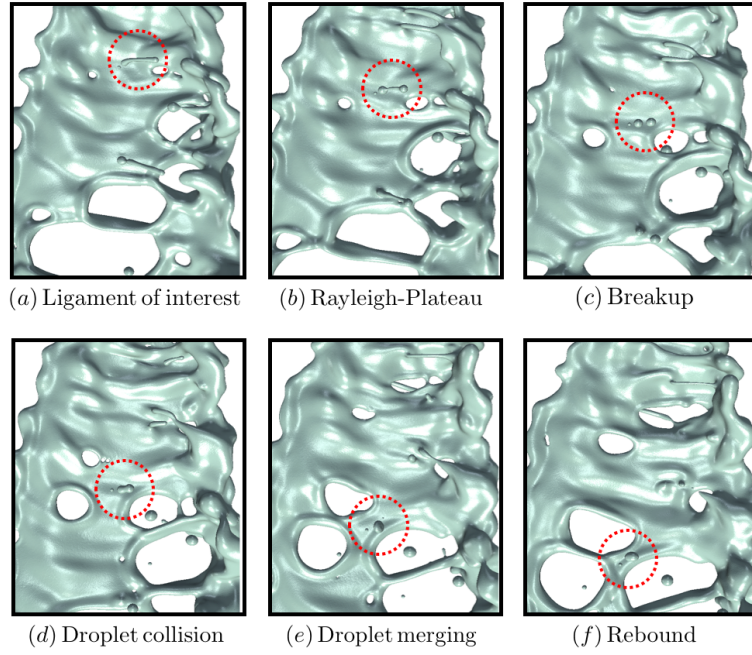 (a) Ligament of interest
(b) Rayleigh-Plateau
(c) Breakup
(d) Droplet collision
(e) Droplet merging
(f) Rebound